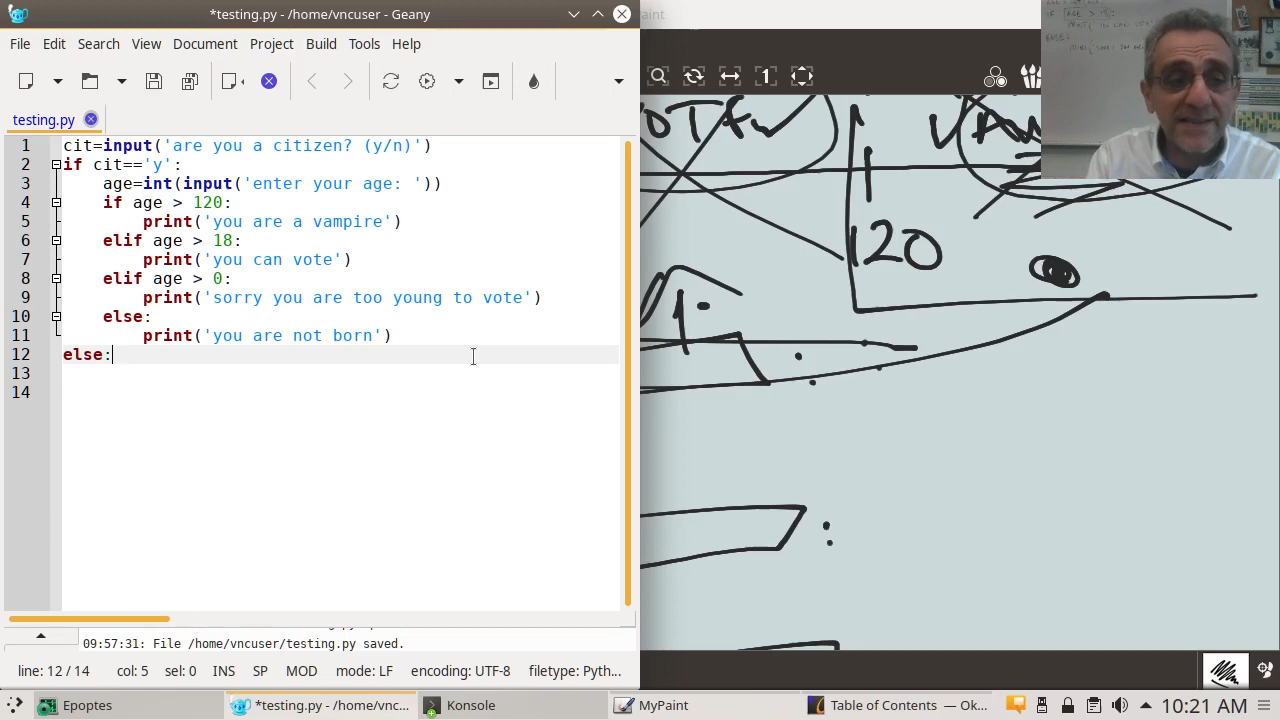 *testing.py - /home/vncuser - Geany
File Edit Search View Document Project Build Tools Help
testing.py
1 cit=input('are you a citizen? (y/n)')
2 if cit=='y':
3 age=int(input('enter your age: '))
4 if age > 120:
5 print('you are a vampire')
6 elif age > 18:
7 print('you can vote')
8 elif age > 0:
9 print('sorry you are too young to vote')
10 else:
11 print('you are not born')
12 else:
13
14
09:57:31: File /home/vncuser/testing.py saved.
line: 12 / 14 col: 5 sel: 0 INS SP MOD mode: LF encoding: UTF-8 filetype: Pyth...
Paint
1
120
Epoptes
*testing.py - /home/vnc...
Konsole
MyPaint
Table of Contents — Ok...
10:21 AM